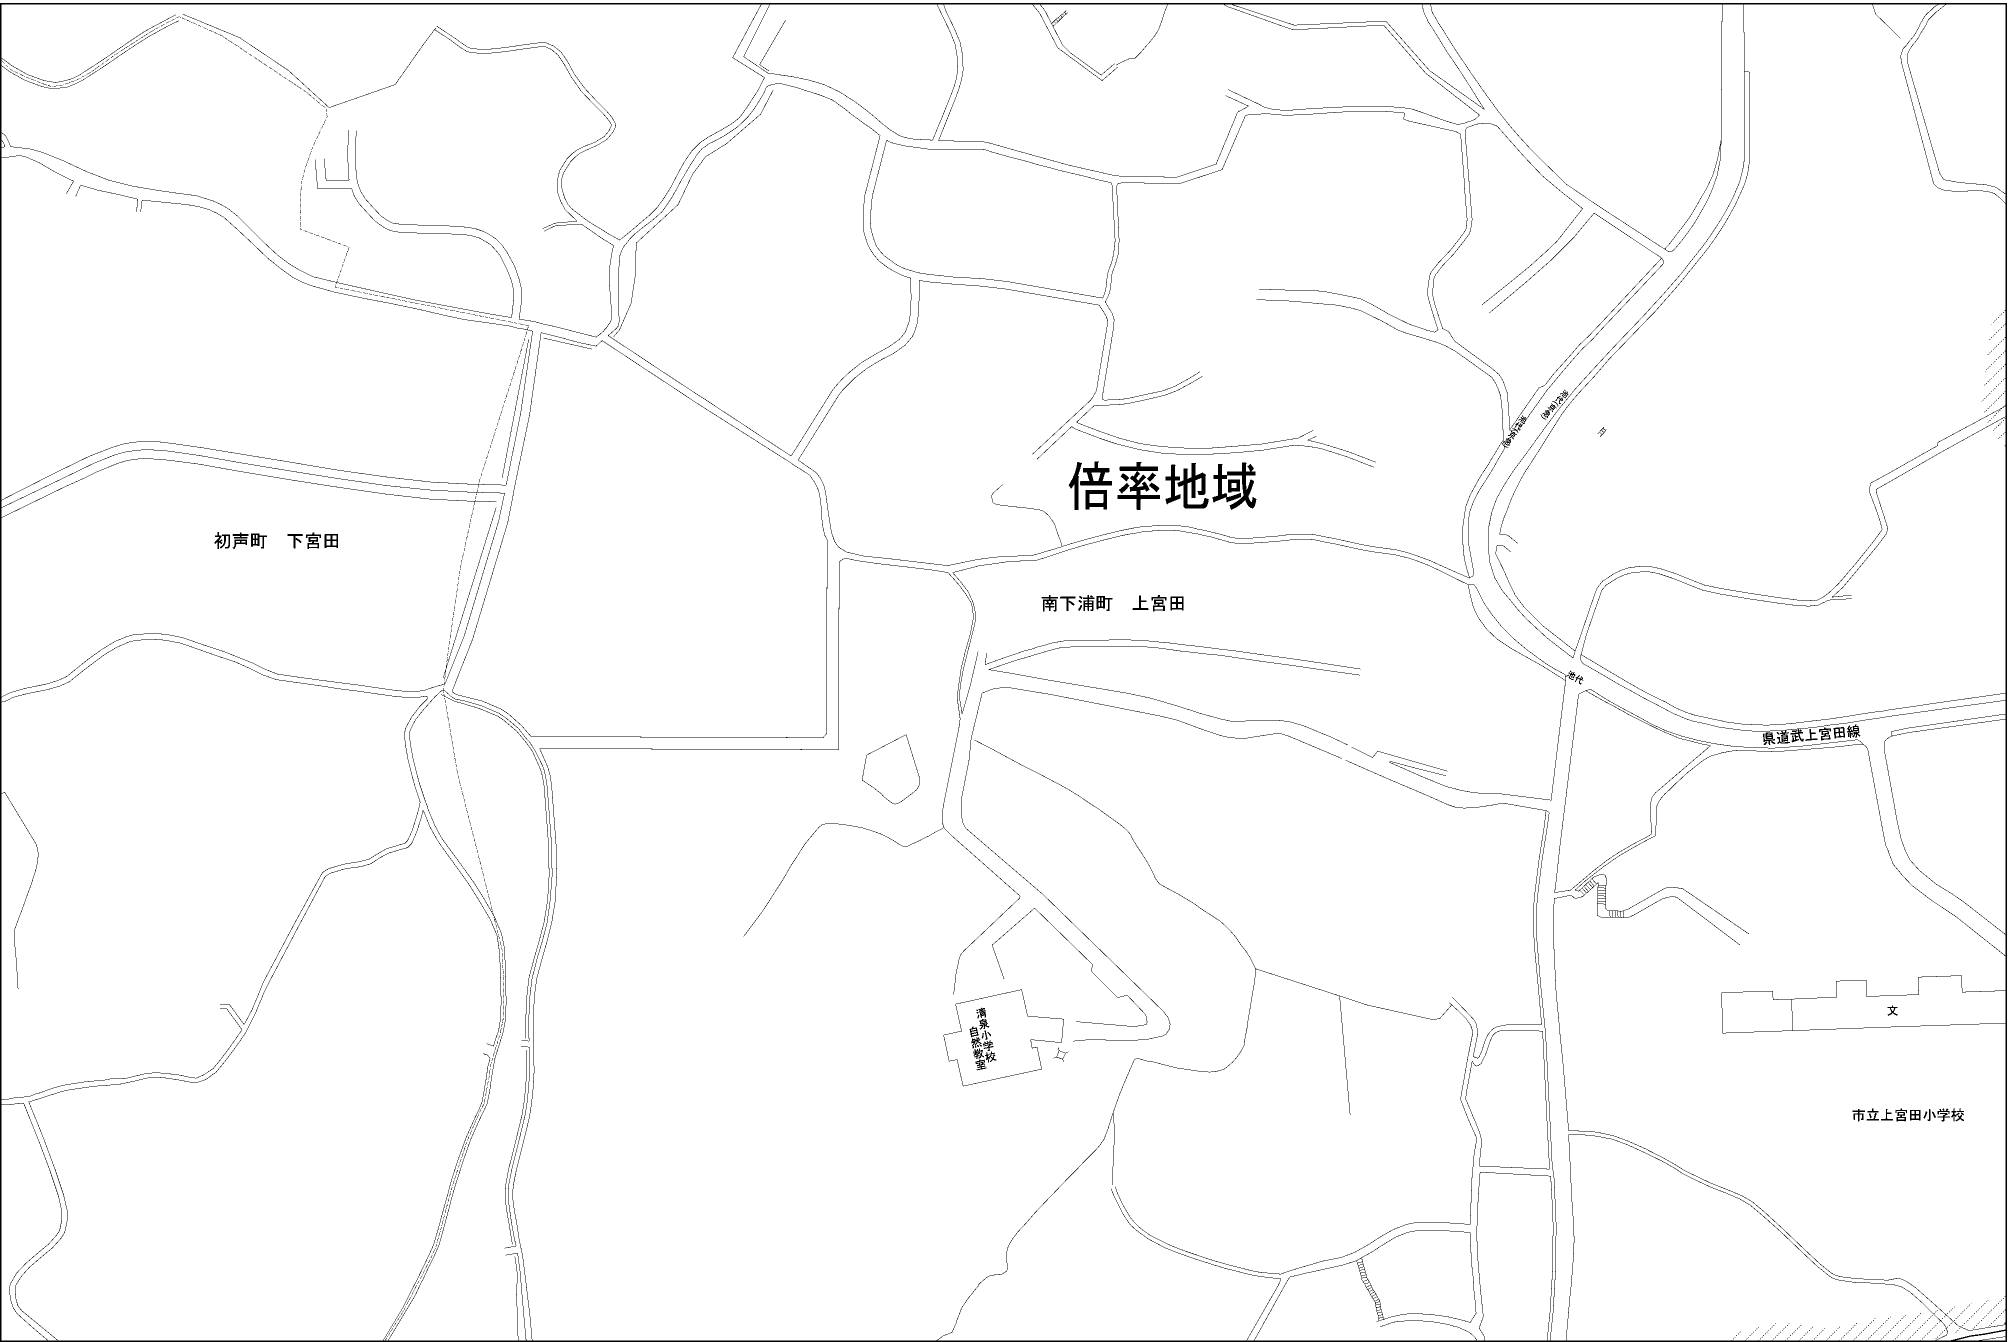 倍率地域
初声町　下宮田
南下浦町　上宮田
池代
県道武上宮田線
文
清泉小学校
自然教室
市立上宮田小学校